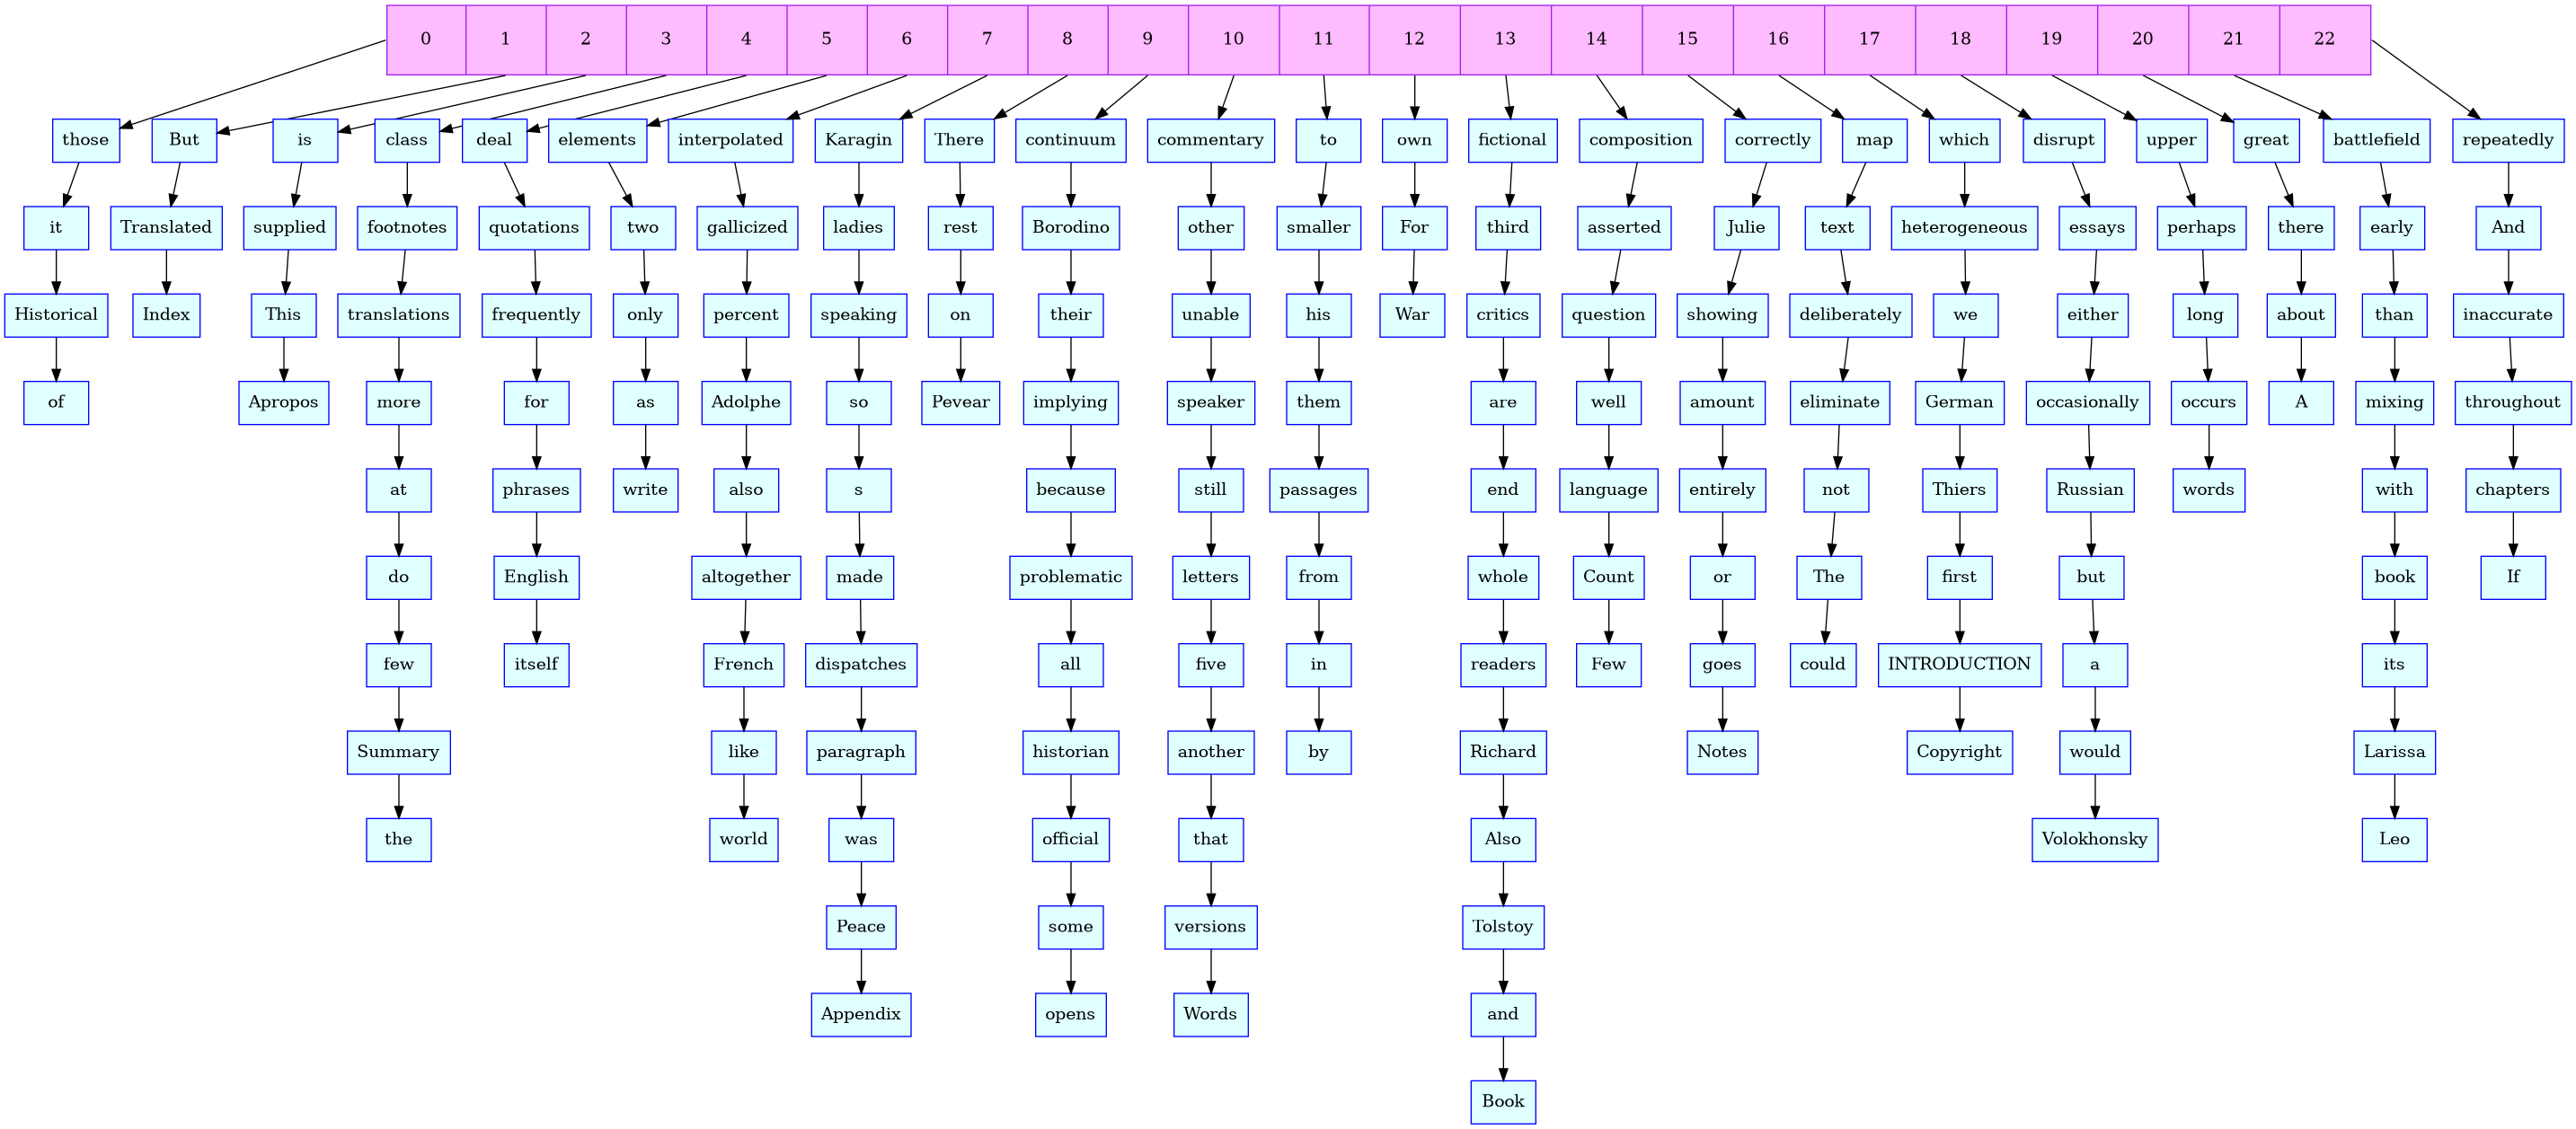 0 1 2 3 4 5 6 7 8 9 10 11 12 13 14 15 16 17 18 19 20 21 22
those But is class deal elements interpolated Karagin There continuum commentary to own fictional composition correctly map which disrupt upper great battlefield repeatedly
it Translated supplied footnotes quotations two gallicized ladies rest Borodino other smaller For third asserted Julie text heterogeneous essays perhaps there early And
Historical Index This translations frequently only percent speaking on their unable his War critics question showing deliberately we either long about than inaccurate
of Apropos more for as Adolphe so Pevear implying speaker them are well amount eliminate German occasionally occurs A mixing throughout
at phrases write also s because still passages end language entirely not Thiers Russian words with chapters
do English altogether made problematic letters from whole Count or The first but book If
few itself French dispatches all five in readers Few goes could INTRODUCTION a its
Summary like paragraph historian another by Richard Notes Copyright would Larissa
the world was official that Also Volokhonsky Leo
Peace some versions Tolstoy
Appendix opens Words and
Book